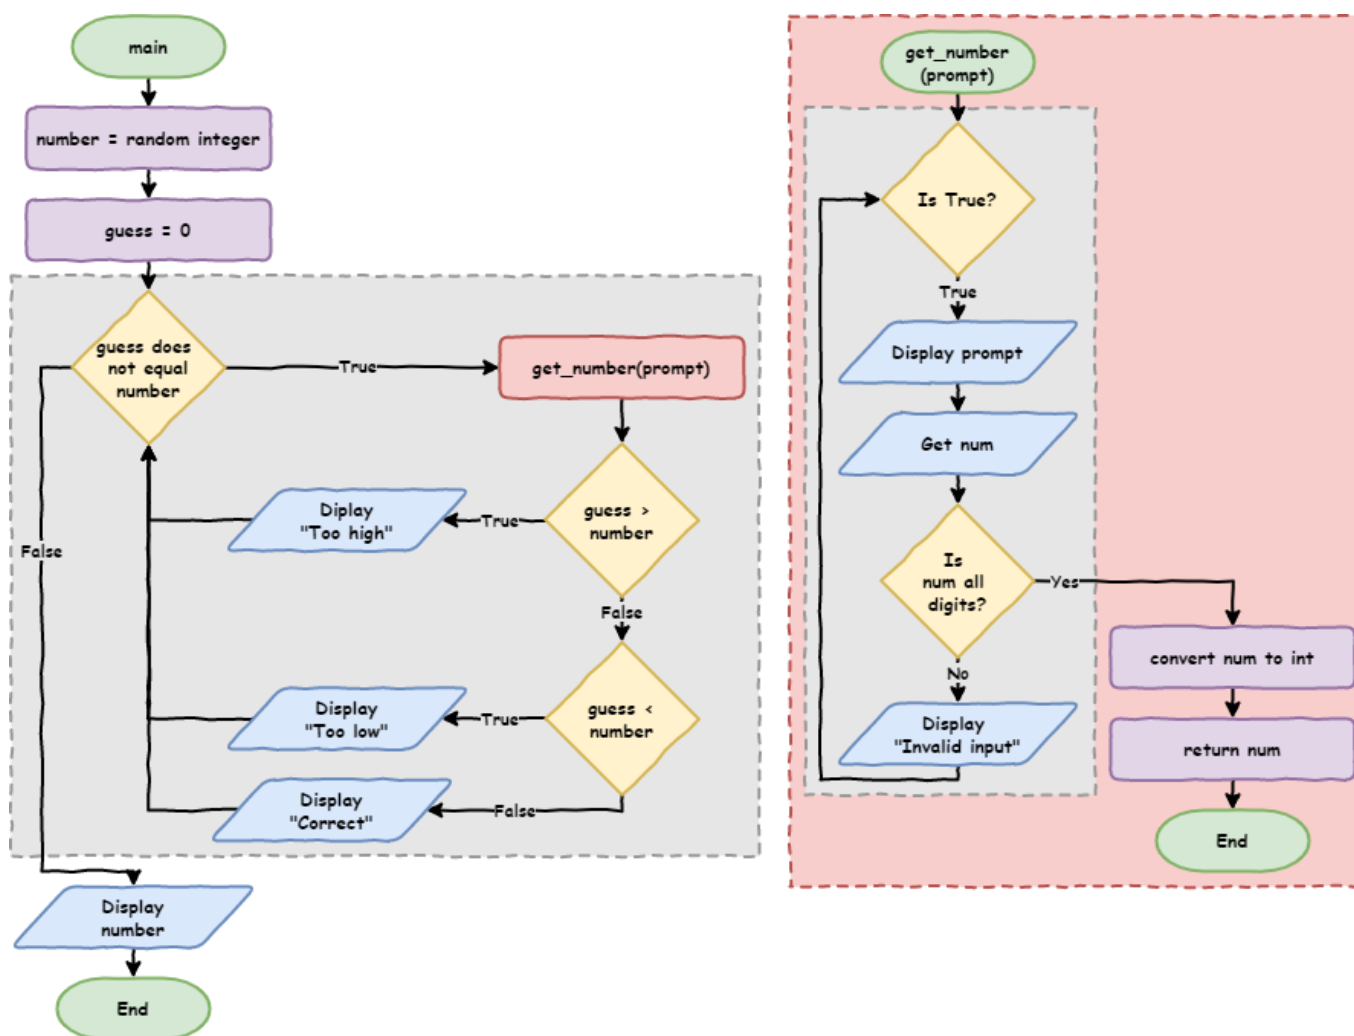 main
number = random integer
guess = 0
guess does
not equal
number
True
get_number(prompt)
guess >
number
True
Diplay
"Too high"
False
False
guess <
number
True
Display
"Too low"
False
Display
"Correct"
Display
number
End
get_number
(prompt)
Is True?
True
Display prompt
Get num
Is
num all
digits?
Yes
No
Display
"Invalid input"
convert num to int
return num
End